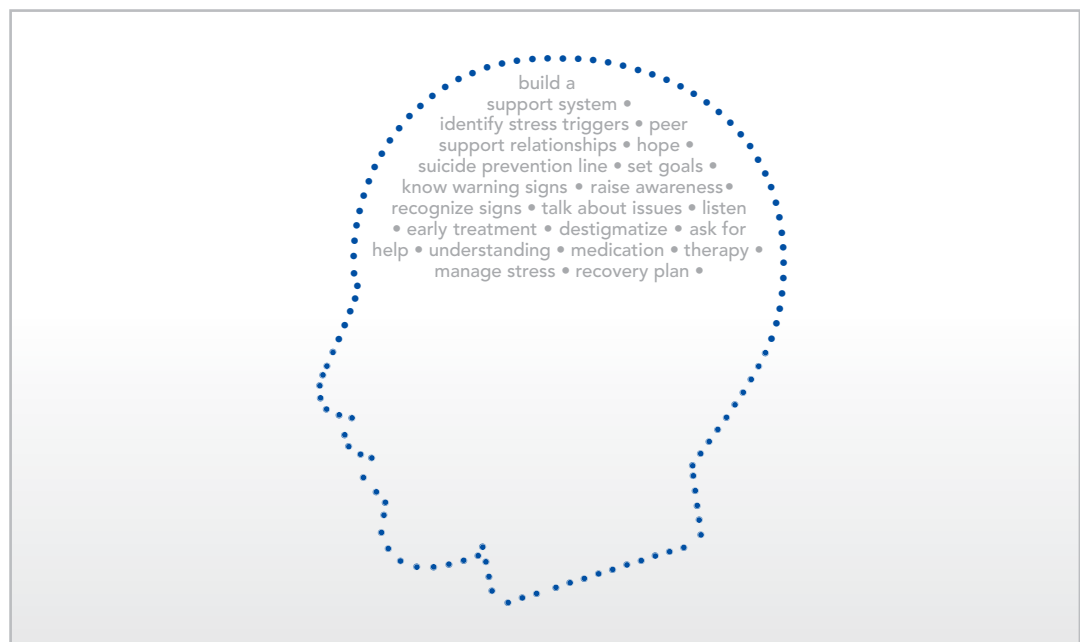 build a
support system •
identify stress triggers • peer
support relationships • hope •
suicide prevention line • set goals •
know warning signs • raise awareness•
recognize signs • talk about issues • listen
• early treatment • destigmatize • ask for
help • understanding • medication • therapy •
manage stress • recovery plan •